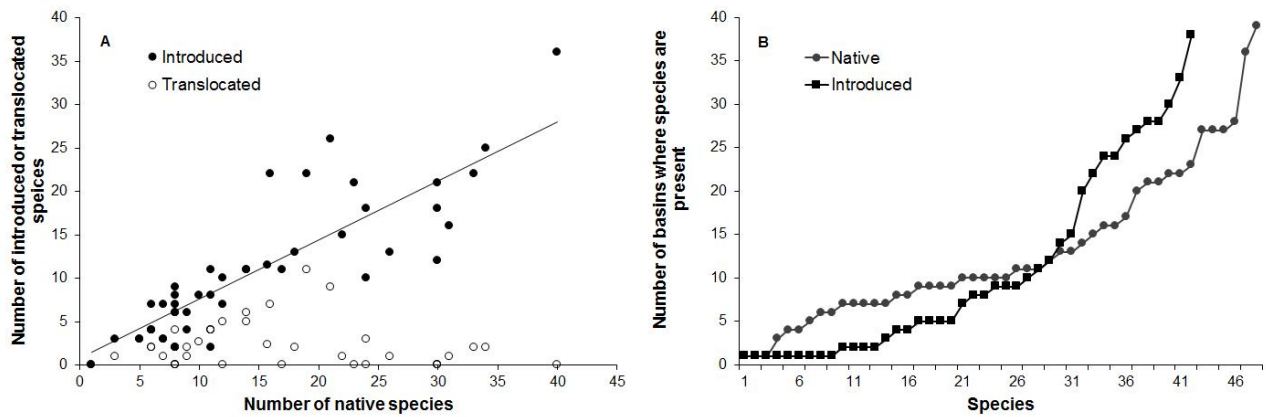 A
Introduced
Translocated
Number of introduced or translocated
speices
40
35
30
25
20
15
10
5
0
0 5 10 15 20 25 30 35 40 45
Number of native species
B
Native
Introduced
Number of basins where species are
present
40
35
30
25
20
15
10
5
0
1 6 11 16 21 26 31 36 41 46
Species